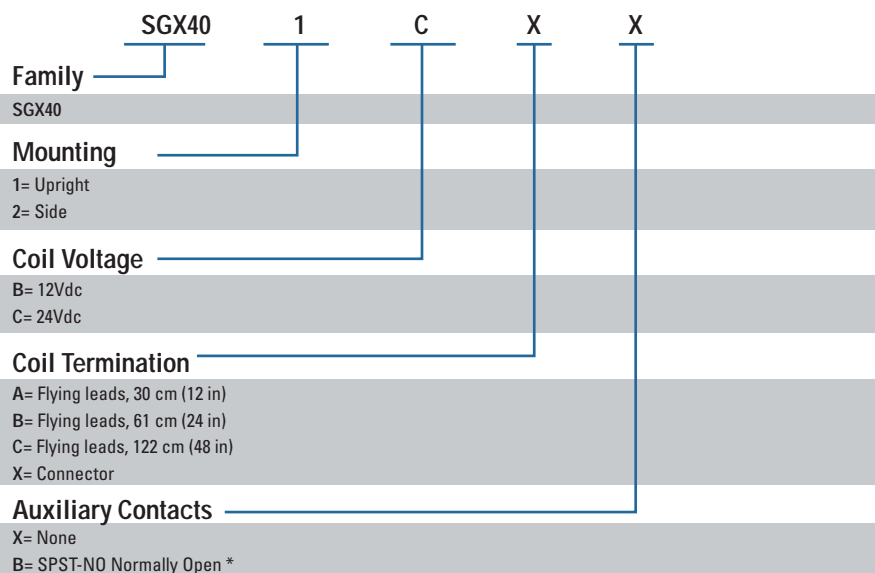 SGX40 1 C X X
Family
SGX40
Mounting
1= Upright
2= Side
Coil Voltage
B= 12Vdc
C= 24Vdc
Coil Termination
A= Flying leads, 30 cm (12 in)
B= Flying leads, 61 cm (24 in)
C= Flying leads, 122 cm (48 in)
X= Connector
Auxiliary Contacts
X= None
B= SPST-NO Normally Open *